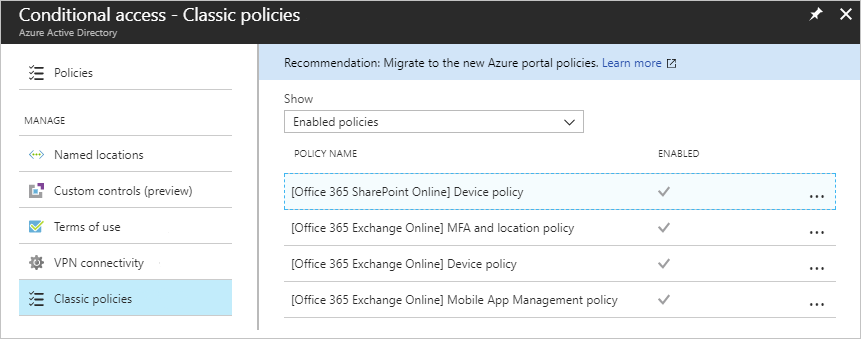 Conditional access - Classic policies
Azure Active Directory
Policies
MANAGE
Named locations
Custom controls (preview)
Terms of use
VPN connectivity
Classic policies
Recommendation: Migrate to the new Azure portal policies. Learn more
Show
Enabled policies
POLICY NAME ENABLED
[Office 365 SharePoint Online] Device policy
[Office 365 Exchange Online] MFA and location policy
[Office 365 Exchange Online] Device policy
[Office 365 Exchange Online] Mobile App Management policy